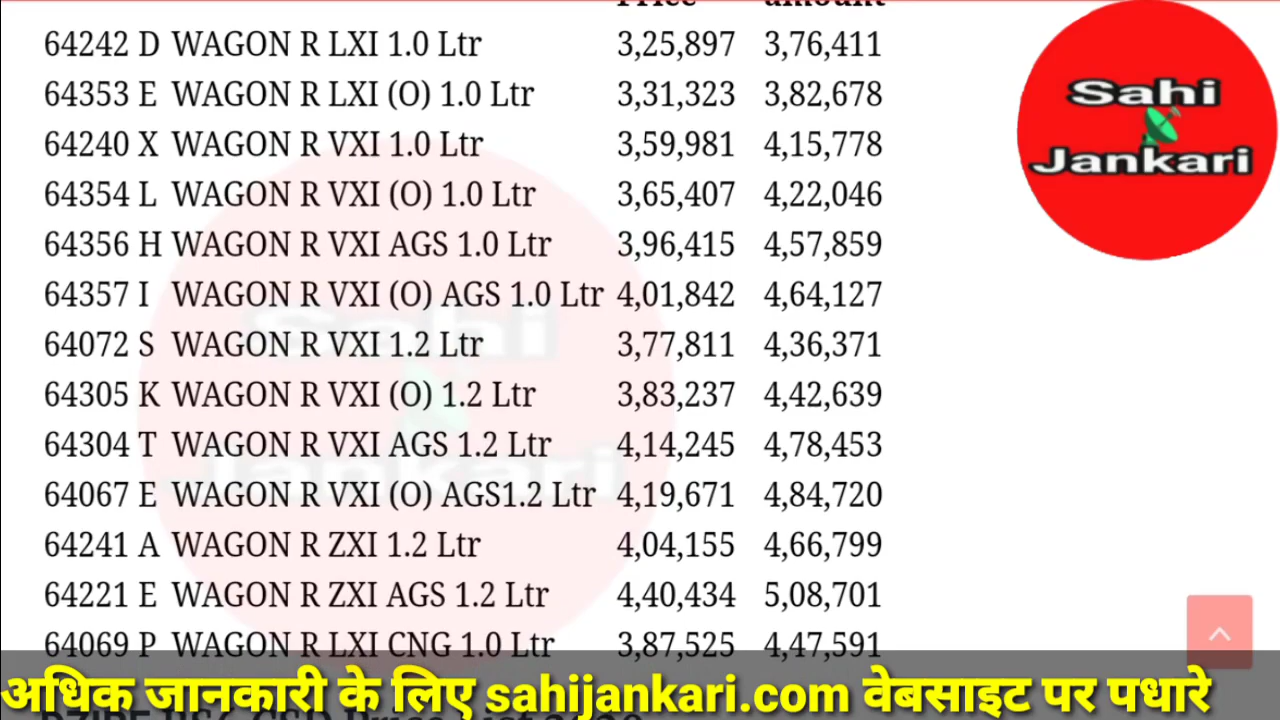 Price amount
64242 D WAGON R LXI 1.0 Ltr 3,25,897 3,76,411
64353 E WAGON R LXI (O) 1.0 Ltr 3,31,323 3,82,678
64240 X WAGON R VXI 1.0 Ltr 3,59,981 4,15,778
64354 L WAGON R VXI (O) 1.0 Ltr 3,65,407 4,22,046
64356 H WAGON R VXI AGS 1.0 Ltr 3,96,415 4,57,859
64357 I WAGON R VXI (O) AGS 1.0 Ltr 4,01,842 4,64,127
64072 S WAGON R VXI 1.2 Ltr 3,77,811 4,36,371
64305 K WAGON R VXI (O) 1.2 Ltr 3,83,237 4,42,639
64304 T WAGON R VXI AGS 1.2 Ltr 4,14,245 4,78,453
64067 E WAGON R VXI (O) AGS1.2 Ltr 4,19,671 4,84,720
64241 A WAGON R ZXI 1.2 Ltr 4,04,155 4,66,799
64221 E WAGON R ZXI AGS 1.2 Ltr 4,40,434 5,08,701
64069 P WAGON R LXI CNG 1.0 Ltr 3,87,525 4,47,591
Sahi
Jankari
Sahi
Jankari
अधिक जानकारी के लिए sahijankari.com वेबसाइट पर पधारे